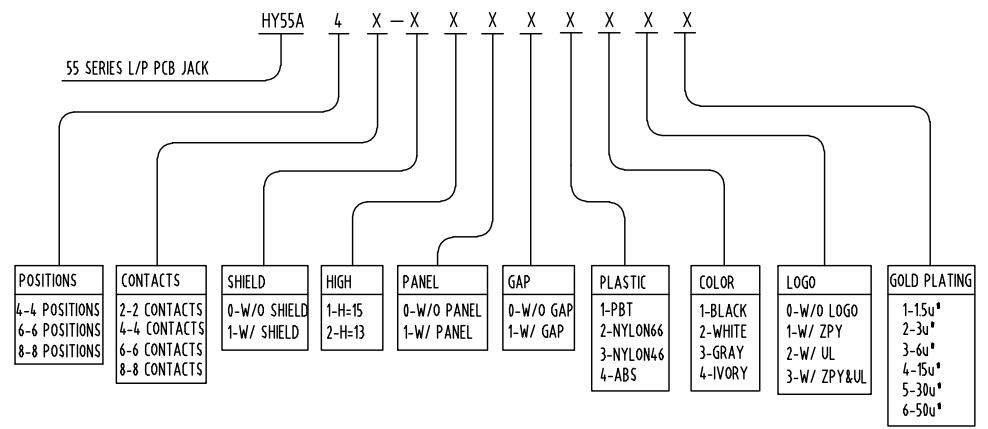 HY55A 4 X-X X X X X X X X
55 SERIES L/P PCB JACK
POSITIONS
4-4 POSITIONS
6-6 POSITIONS
8-8 POSITIONS
CONTACTS
2-2 CONTACTS
4-4 CONTACTS
6-6 CONTACTS
8-8 CONTACTS
SHIELD
0-W/O SHIELD
1-W/ SHIELD
HIGH
1-H=15
2-H=13
PANEL
0-W/O PANEL
1-W/ PANEL
GAP
0-W/O GAP
1-W/ GAP
PLASTIC
1-PBT
2-NYLON66
3-NYLON46
4-ABS
COLOR
1-BLACK
2-WHITE
3-GRAY
4-IVORY
LOGO
0-W/O LOGO
1-W/ ZPY
2-W/ UL
3-W/ ZPY&UL
GOLD PLATING
1-1.5u"
2-3u"
3-6u"
4-15u"
5-30u"
6-50u"